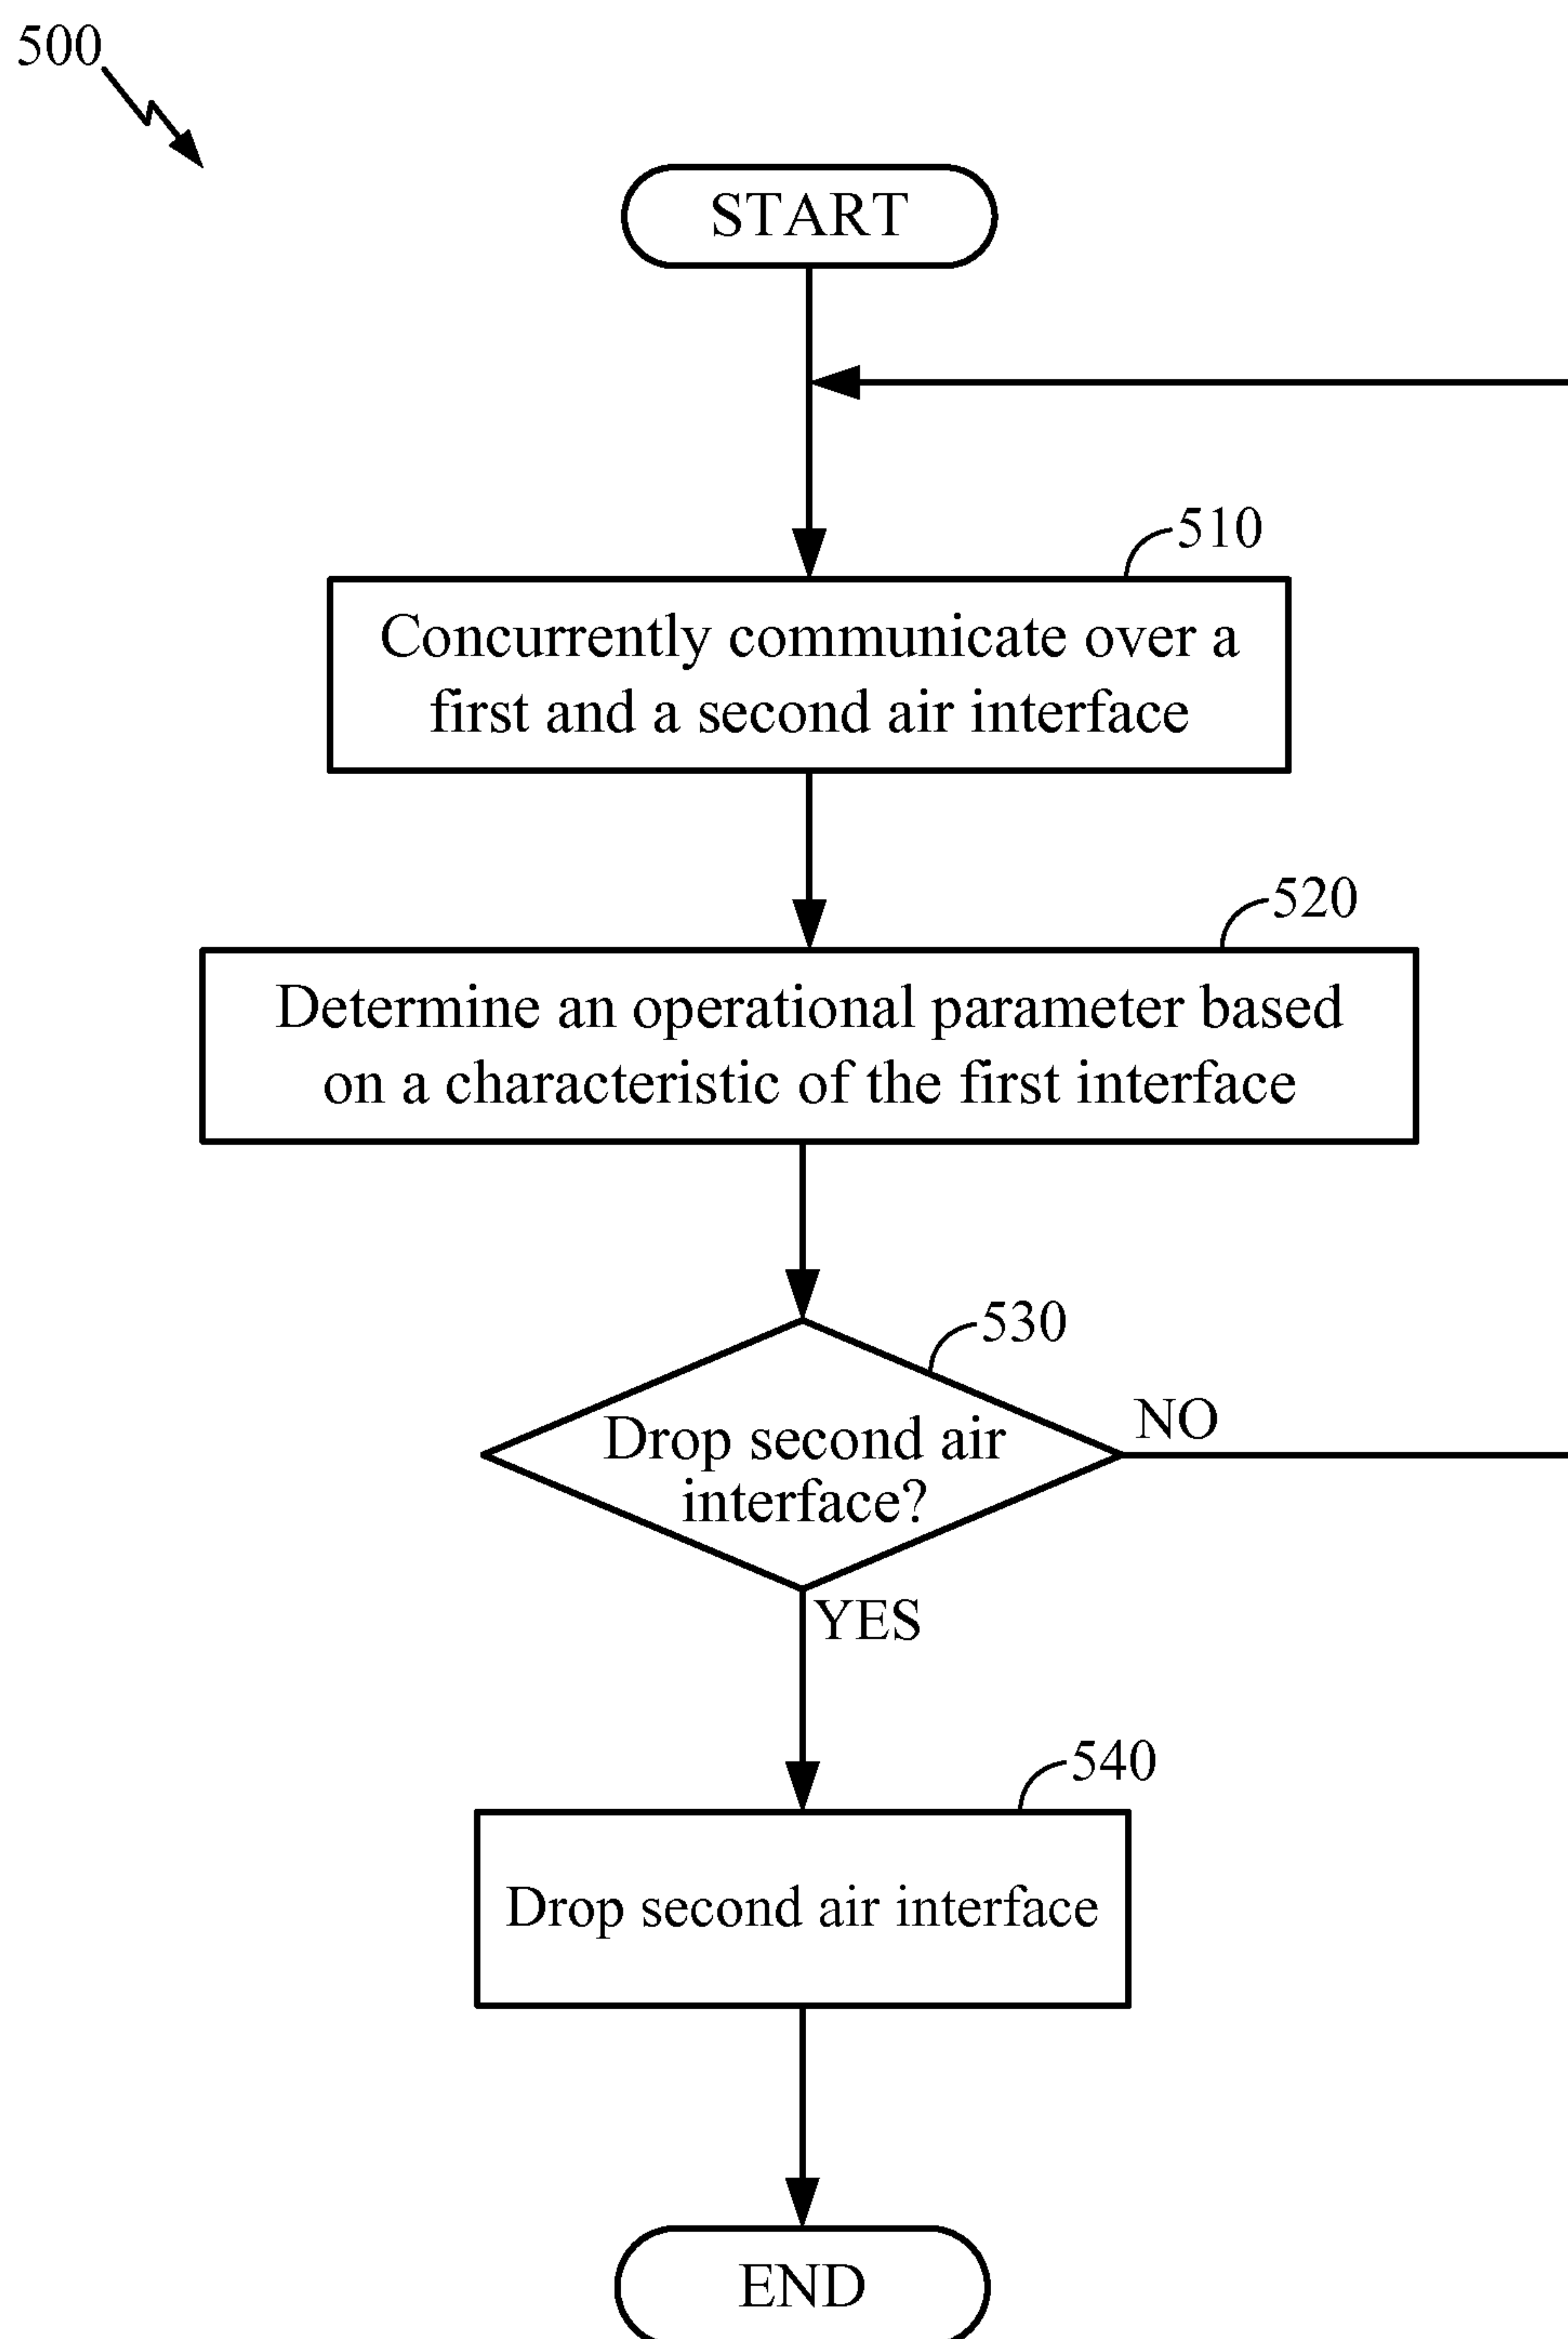 500
START
510
Concurrently communicate over a
first and a second air interface
520
Determine an operational parameter based
on a characteristic of the first interface
530
Drop second air
interface?
NO
YES
540
Drop second air interface
END